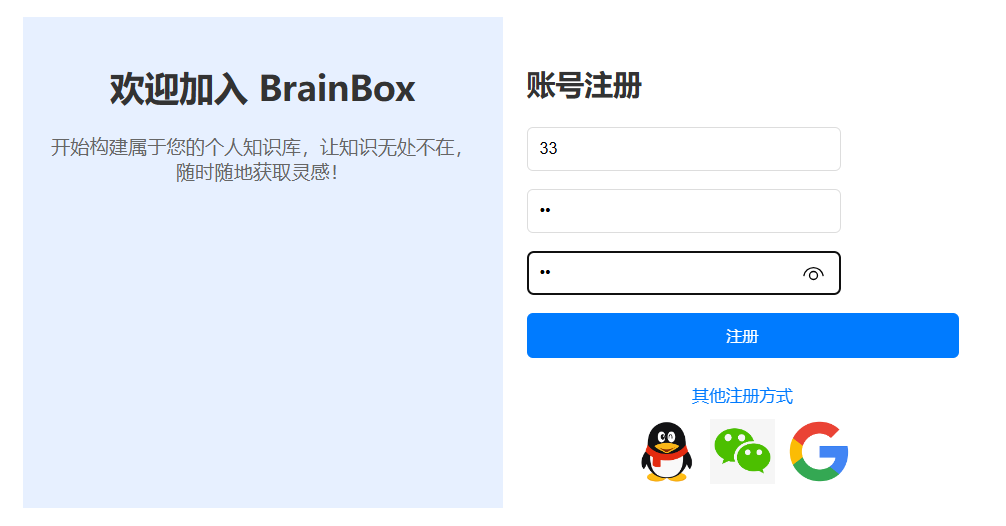 欢迎加入 BrainBox
开始构建属于您的个人知识库，让知识无处不在，
随时随地获取灵感！
账号注册
33
••
••
注册
其他注册方式